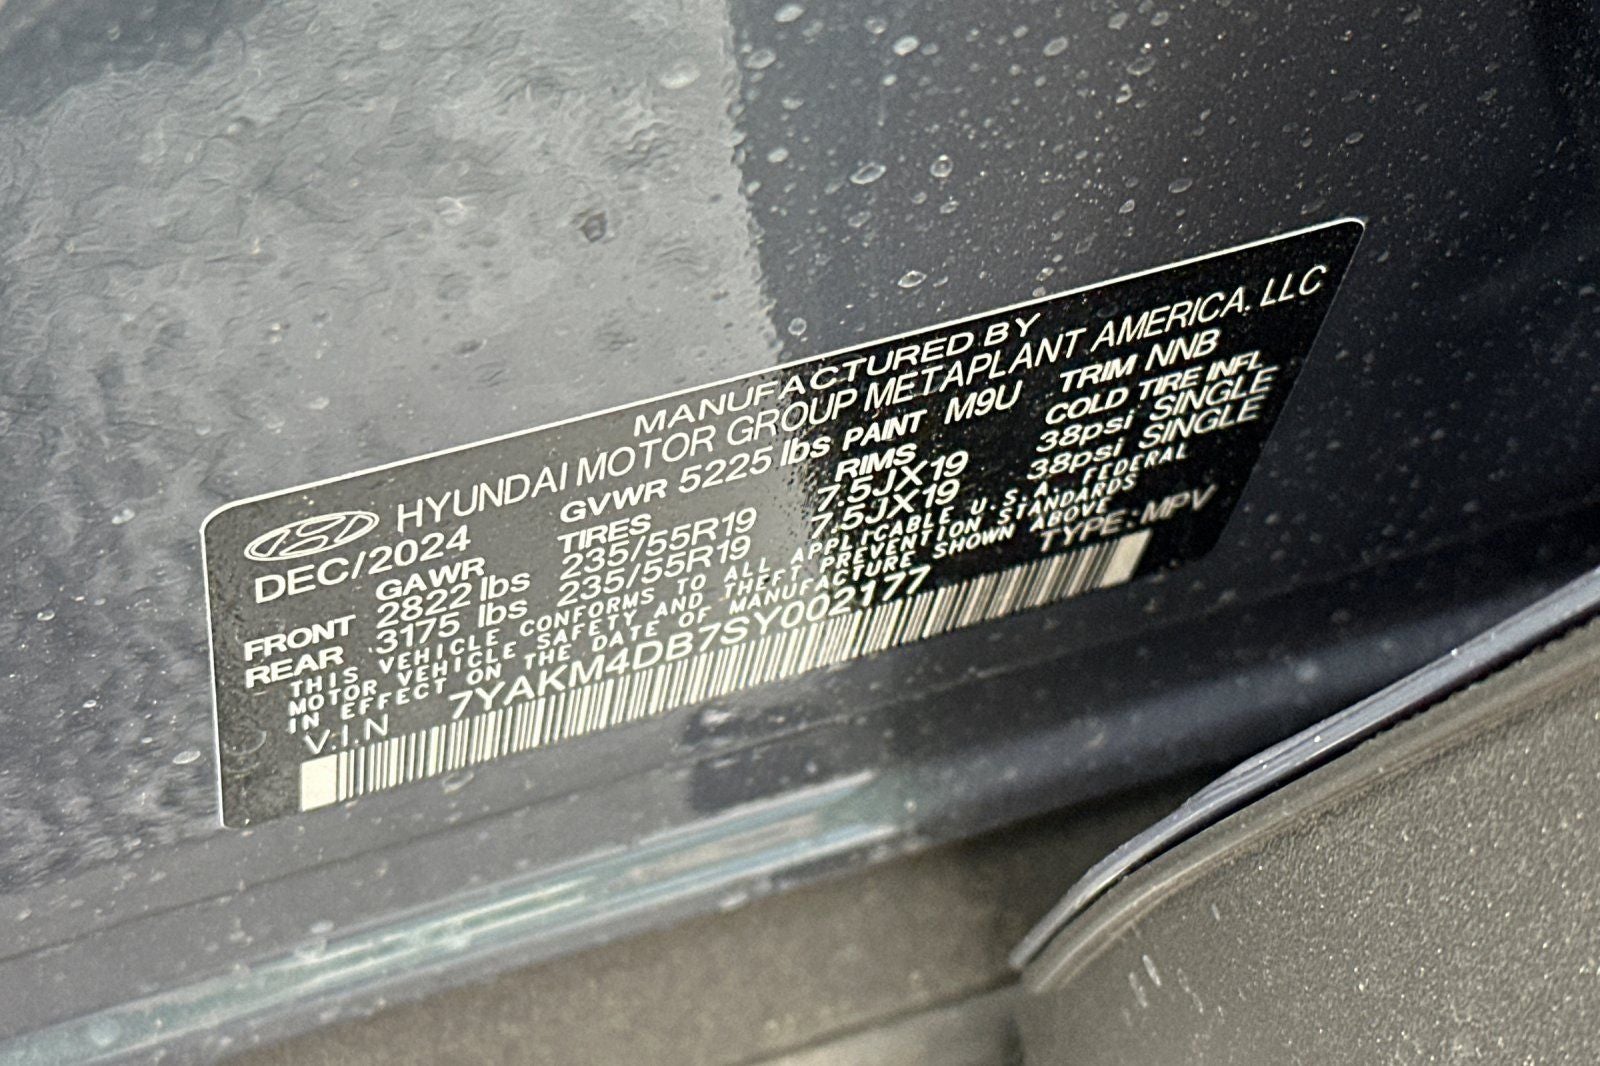 MANUFACTURED BY
HYUNDAI MOTOR GROUP METAPLANT AMERICA. LLC
DEC/2024 GVWR 5225 lbs PAINT M9U TRIM NNB
GAWR TIRES RIMS COLD TIRE INFL
FRONT 2822 lbs 235/55R19 7.5JX19 38psi SINGLE
REAR 3175 lbs 235/55R19 7.5JX19 38psi SINGLE
THIS VEHICLE CONFORMS TO ALL APPLICABLE U.S.A. FEDERAL
MOTOR VEHICLE SAFETY AND THEFT PREVENTION STANDARDS
IN EFFECT ON THE DATE OF MANUFACTURE SHOWN ABOVE
V.I.N 7YAKM4DB7SY002177 TYPE: MPV